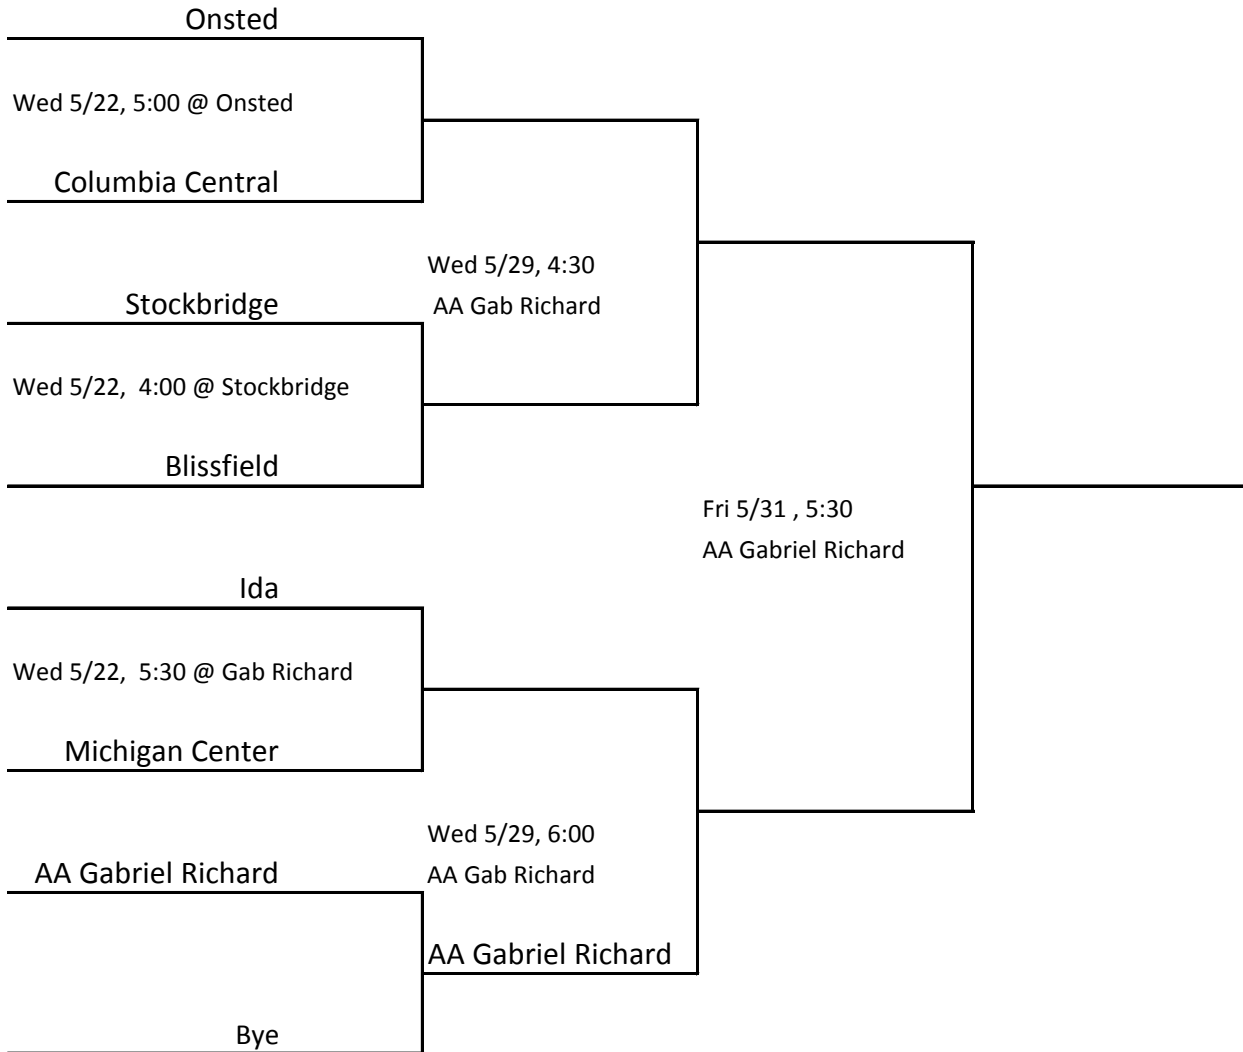 Onsted
Wed 5/22, 5:00 @ Onsted
Columbia Central
Wed 5/29, 4:30
AA Gab Richard
Stockbridge
Wed 5/22,  4:00 @ Stockbridge
Blissfield
Fri 5/31 , 5:30
AA Gabriel Richard
Ida
Wed 5/22,  5:30 @ Gab Richard
Michigan Center
Wed 5/29, 6:00
AA Gab Richard
AA Gabriel Richard
AA Gabriel Richard
Bye